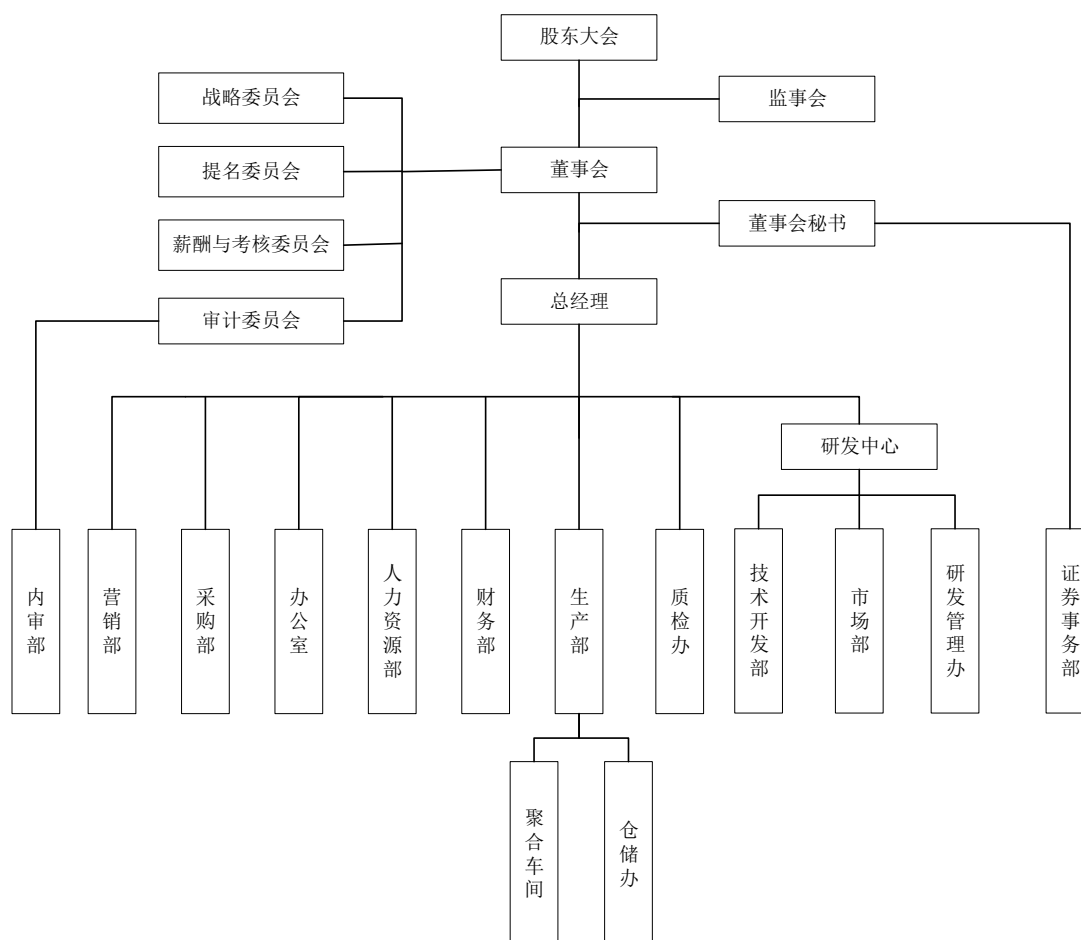 股东大会
战略委员会
监事会
提名委员会
董事会
薪酬与考核委员会
董事会秘书
审计委员会
总经理
研发中心
内审部
营销部
采购部
办公室
人力资源部
财务部
生产部
质检办
技术开发部
市场部
研发管理办
证券事务部
聚合车间
仓储办